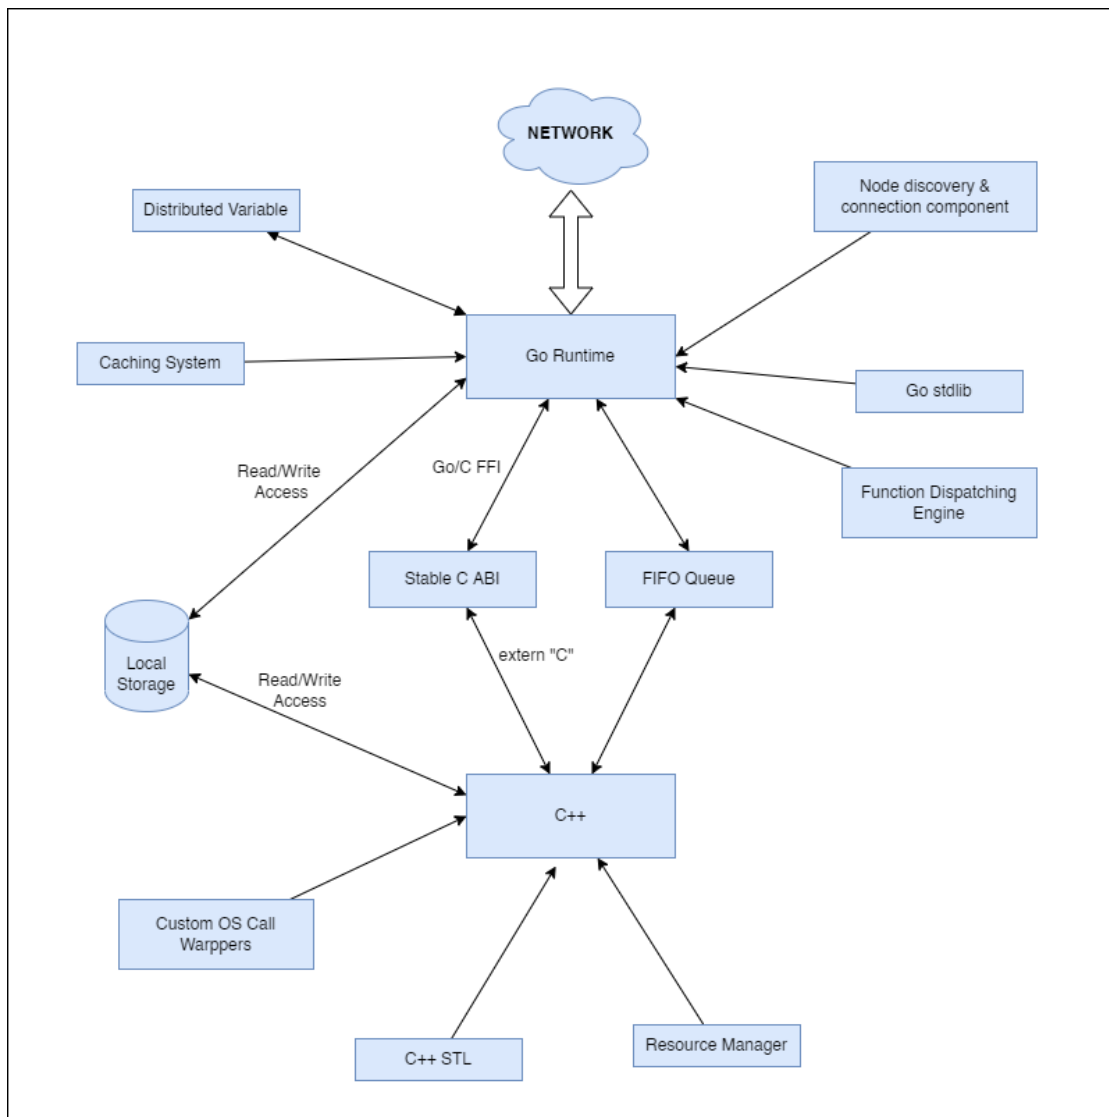 NETWORK
Node discovery &
connection component
Distributed Variable
Go Runtime
Caching System
Go stdlib
Read/Write
Access
Go/C FFI
Function Dispatching
Engine
Stable C ABI
FIFO Queue
extern "C"
Local
Storage
Read/Write
Access
C++
Custom OS Call
Warppers
C++ STL
Resource Manager